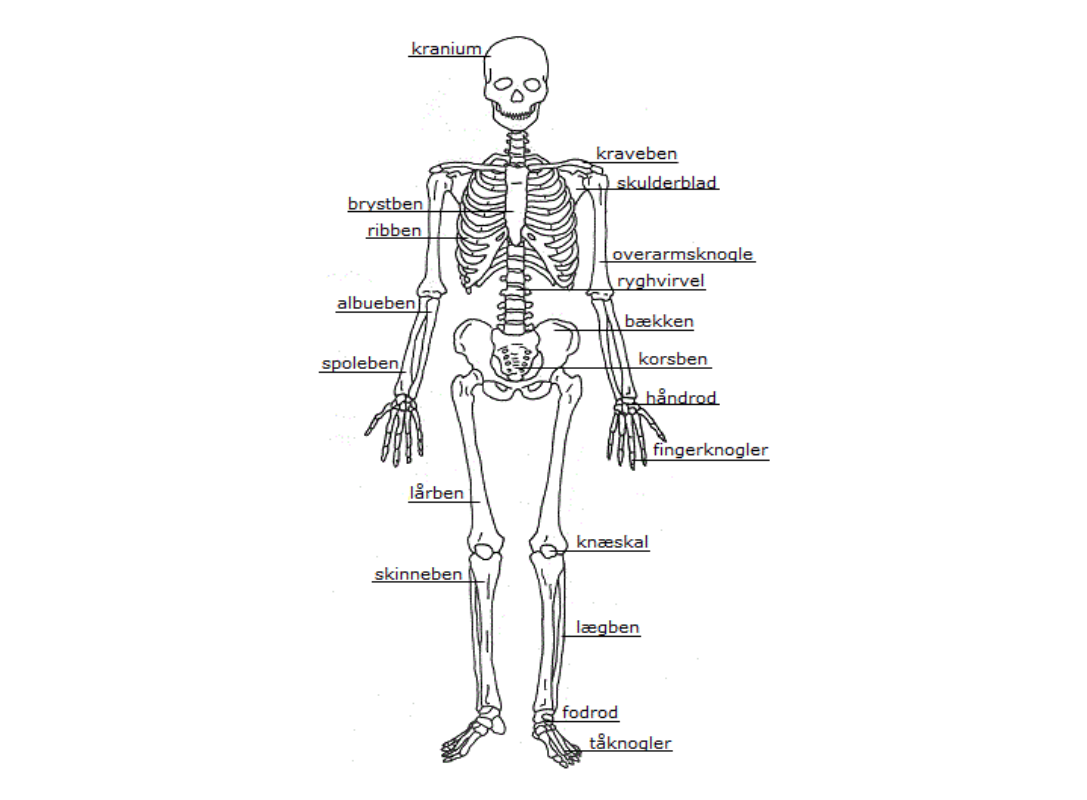 kranium
kraveben
skulderblad
brystben
ribben
overarmsknogle
ryghvirvel
albueben
bækken
spoleben
korsben
håndrod
fingerknogler
lårben
knæskal
skinneben
lægben
fodrod
tåknogler